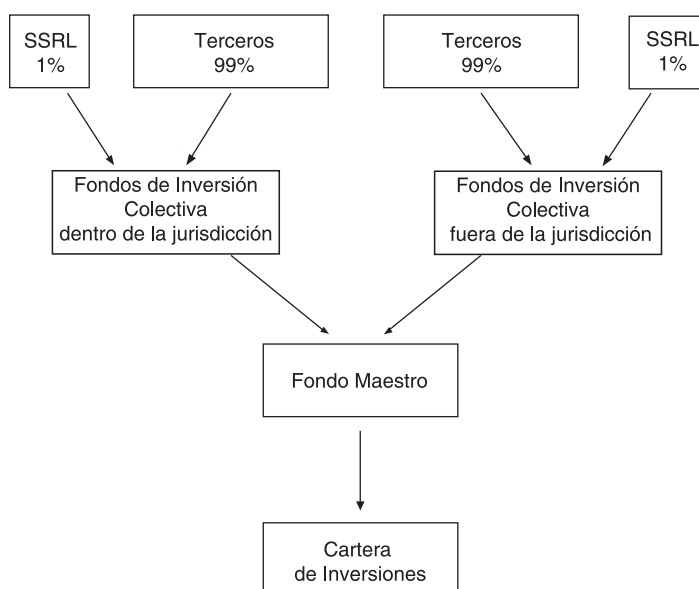 SSRL
1%
Terceros
99%
Terceros
99%
SSRL
1%
Fondos de Inversión
Colectiva
dentro de la jurisdicción
Fondos de Inversión
Colectiva
fuera de la jurisdicción
Fondo Maestro
Cartera
de Inversiones